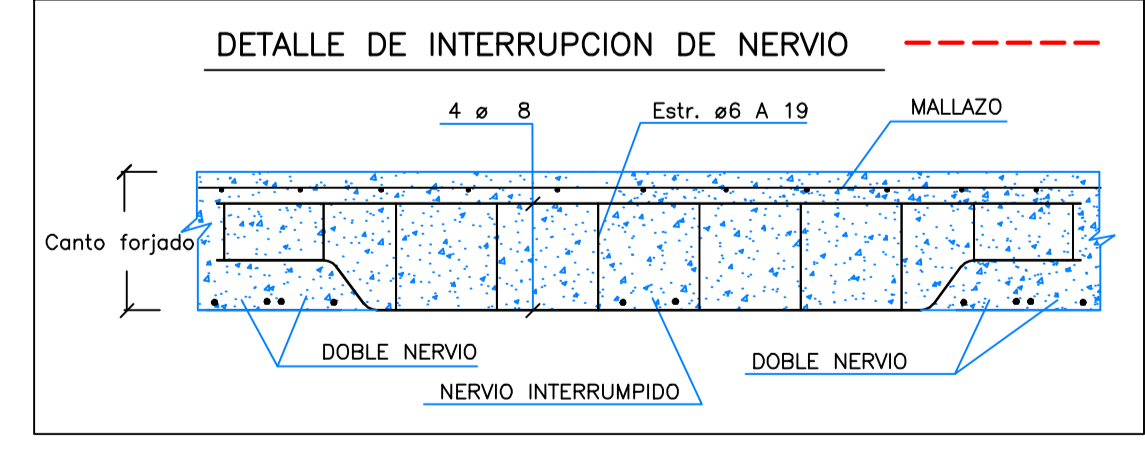 DETALLE DE INTERRUPCION DE NERVIO
4 ø 8
Estr. ø6 A 19
MALLAZO
Canto forjado
DOBLE NERVIO
DOBLE NERVIO
NERVIO INTERRUMPIDO